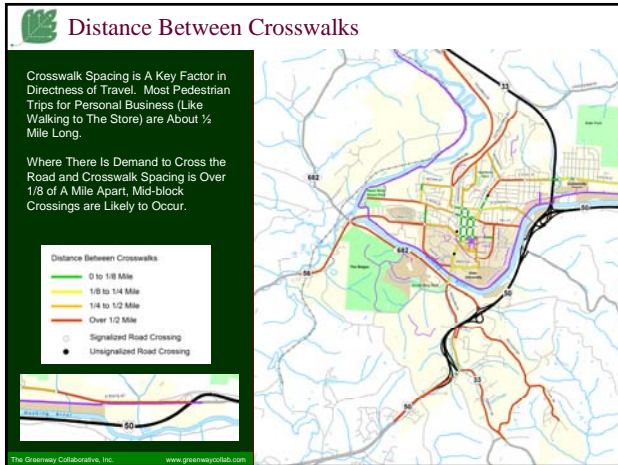 Distance Between Crosswalks
Crosswalk Spacing is A Key Factor in
Directness of Travel. Most Pedestrian
Trips for Personal Business (Like
Walking to The Store) are About ½
Mile Long.
Where There Is Demand to Cross the
Road and Crosswalk Spacing is Over
1/8 of A Mile Apart, Mid-block
Crossings are Likely to Occur.
Distance Between Crosswalks
0 to 1/8 Mile
1/8 to 1/4 Mile
1/4 to 1/2 Mile
Over 1/2 Mile
Signalized Road Crossing
Unsignalized Road Crossing
50
33
682
50
56
682
50
33
50
The Greenway Collaborative, Inc. www.greenwaycollab.com